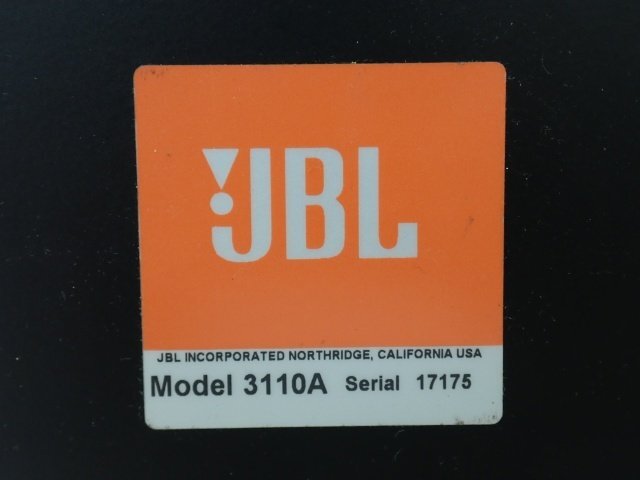 JBL
JBL INCORPORATED NORTHRIDGE, CALIFORNIA USA
Model 3110A Serial 17175